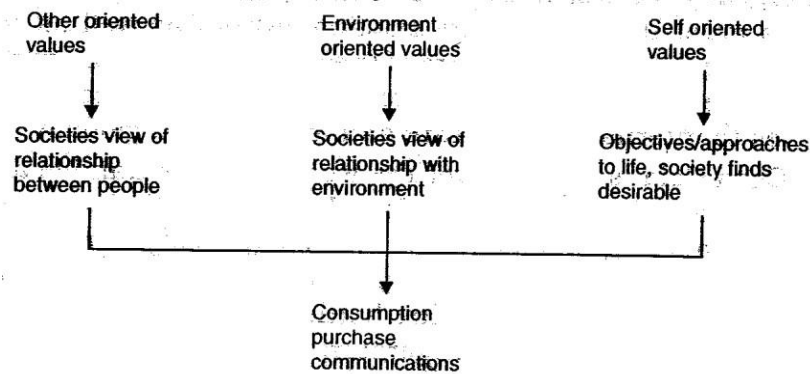 Other oriented
values
Environment
oriented values
Self oriented
values
Societies view of
relationship
between people
Societies view of
relationship with
environment
Objectives/approaches
to life, society finds
desirable
Consumption
purchase
communications